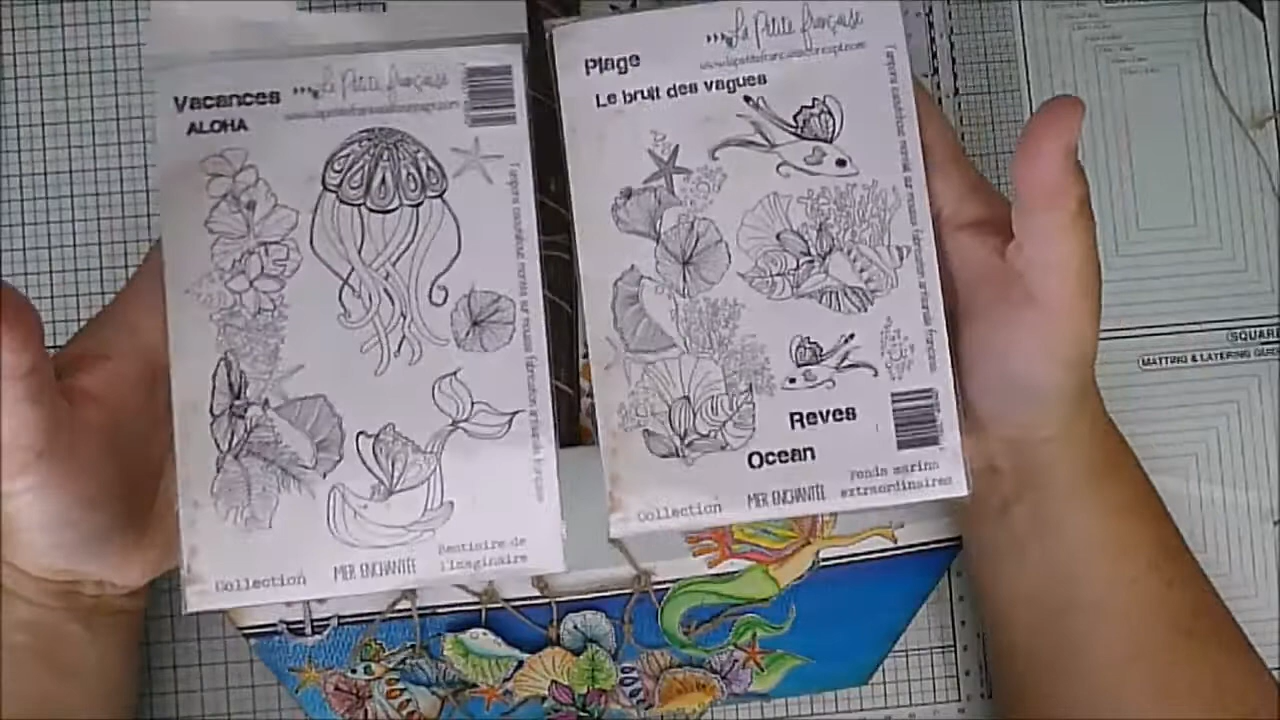 Vacances
la Petite française
ALOHA
Collection
MER ENCHANTÉE
Bestiaire de
l'imaginaire
Plage
la Petite française
Le bruit des vagues
Reves
Ocean
Collection
MER ENCHANTÉE
Fonds marins
extraordinaires
SQUARE
MATTING & LAYERING